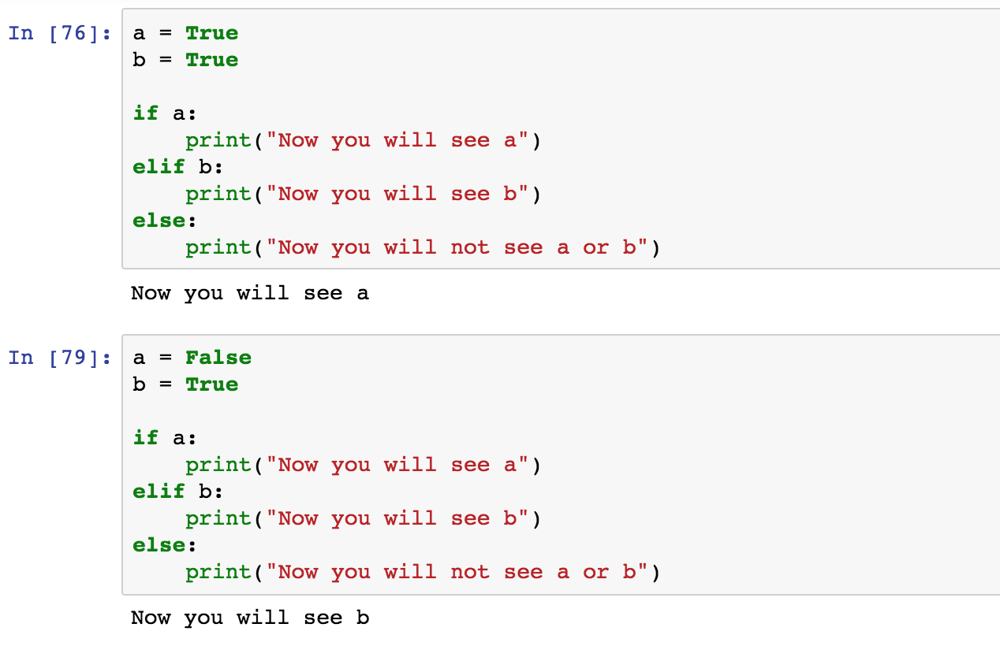 In [76]:
a = True
b = True
if a:
    print("Now you will see a")
elif b:
    print("Now you will see b")
else:
    print("Now you will not see a or b")
Now you will see a
In [79]:
a = False
b = True
if a:
    print("Now you will see a")
elif b:
    print("Now you will see b")
else:
    print("Now you will not see a or b")
Now you will see b